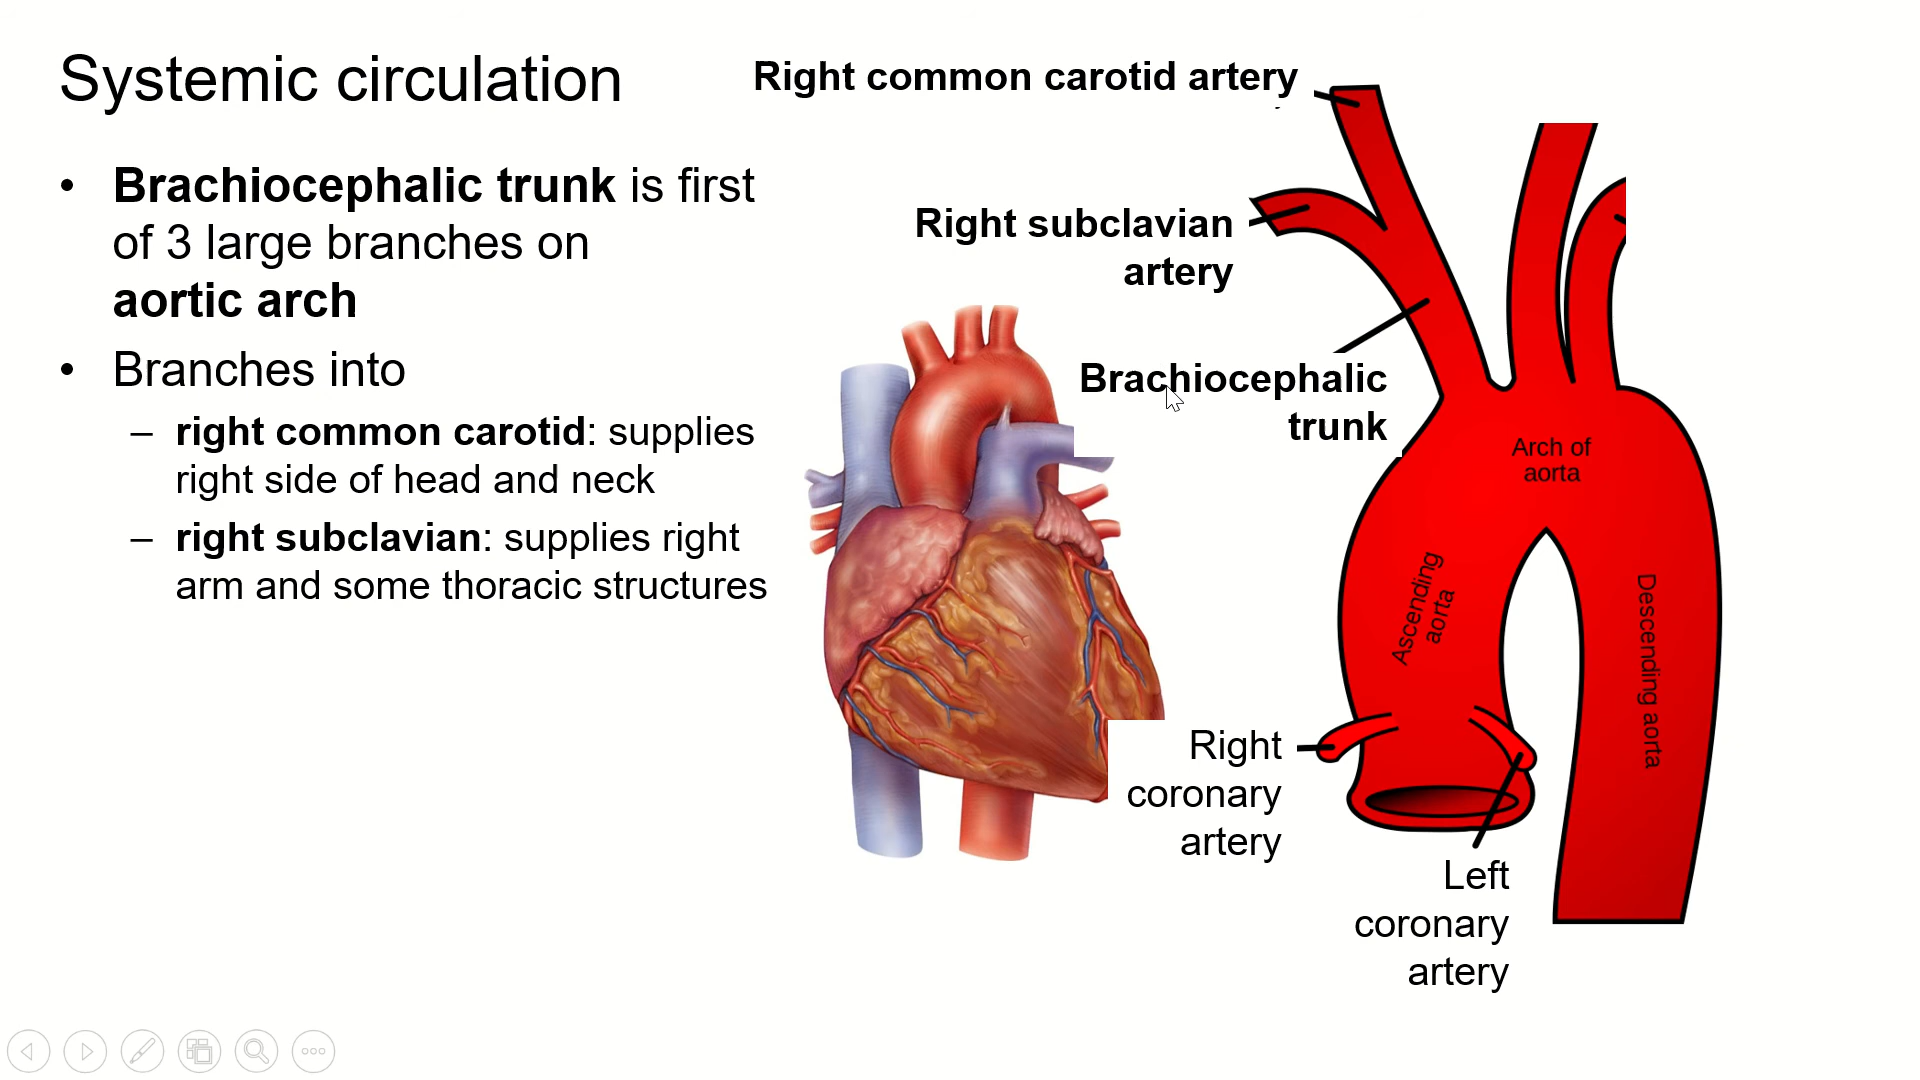 Systemic circulation
• Brachiocephalic trunk is first
of 3 large branches on
aortic arch
• Branches into
– right common carotid: supplies
right side of head and neck
– right subclavian: supplies right
arm and some thoracic structures
Right common carotid artery
Right subclavian
artery
Brachiocephalic
trunk
Arch of
aorta
Ascending
aorta
Descending aorta
Right
coronary
artery
Left
coronary
artery